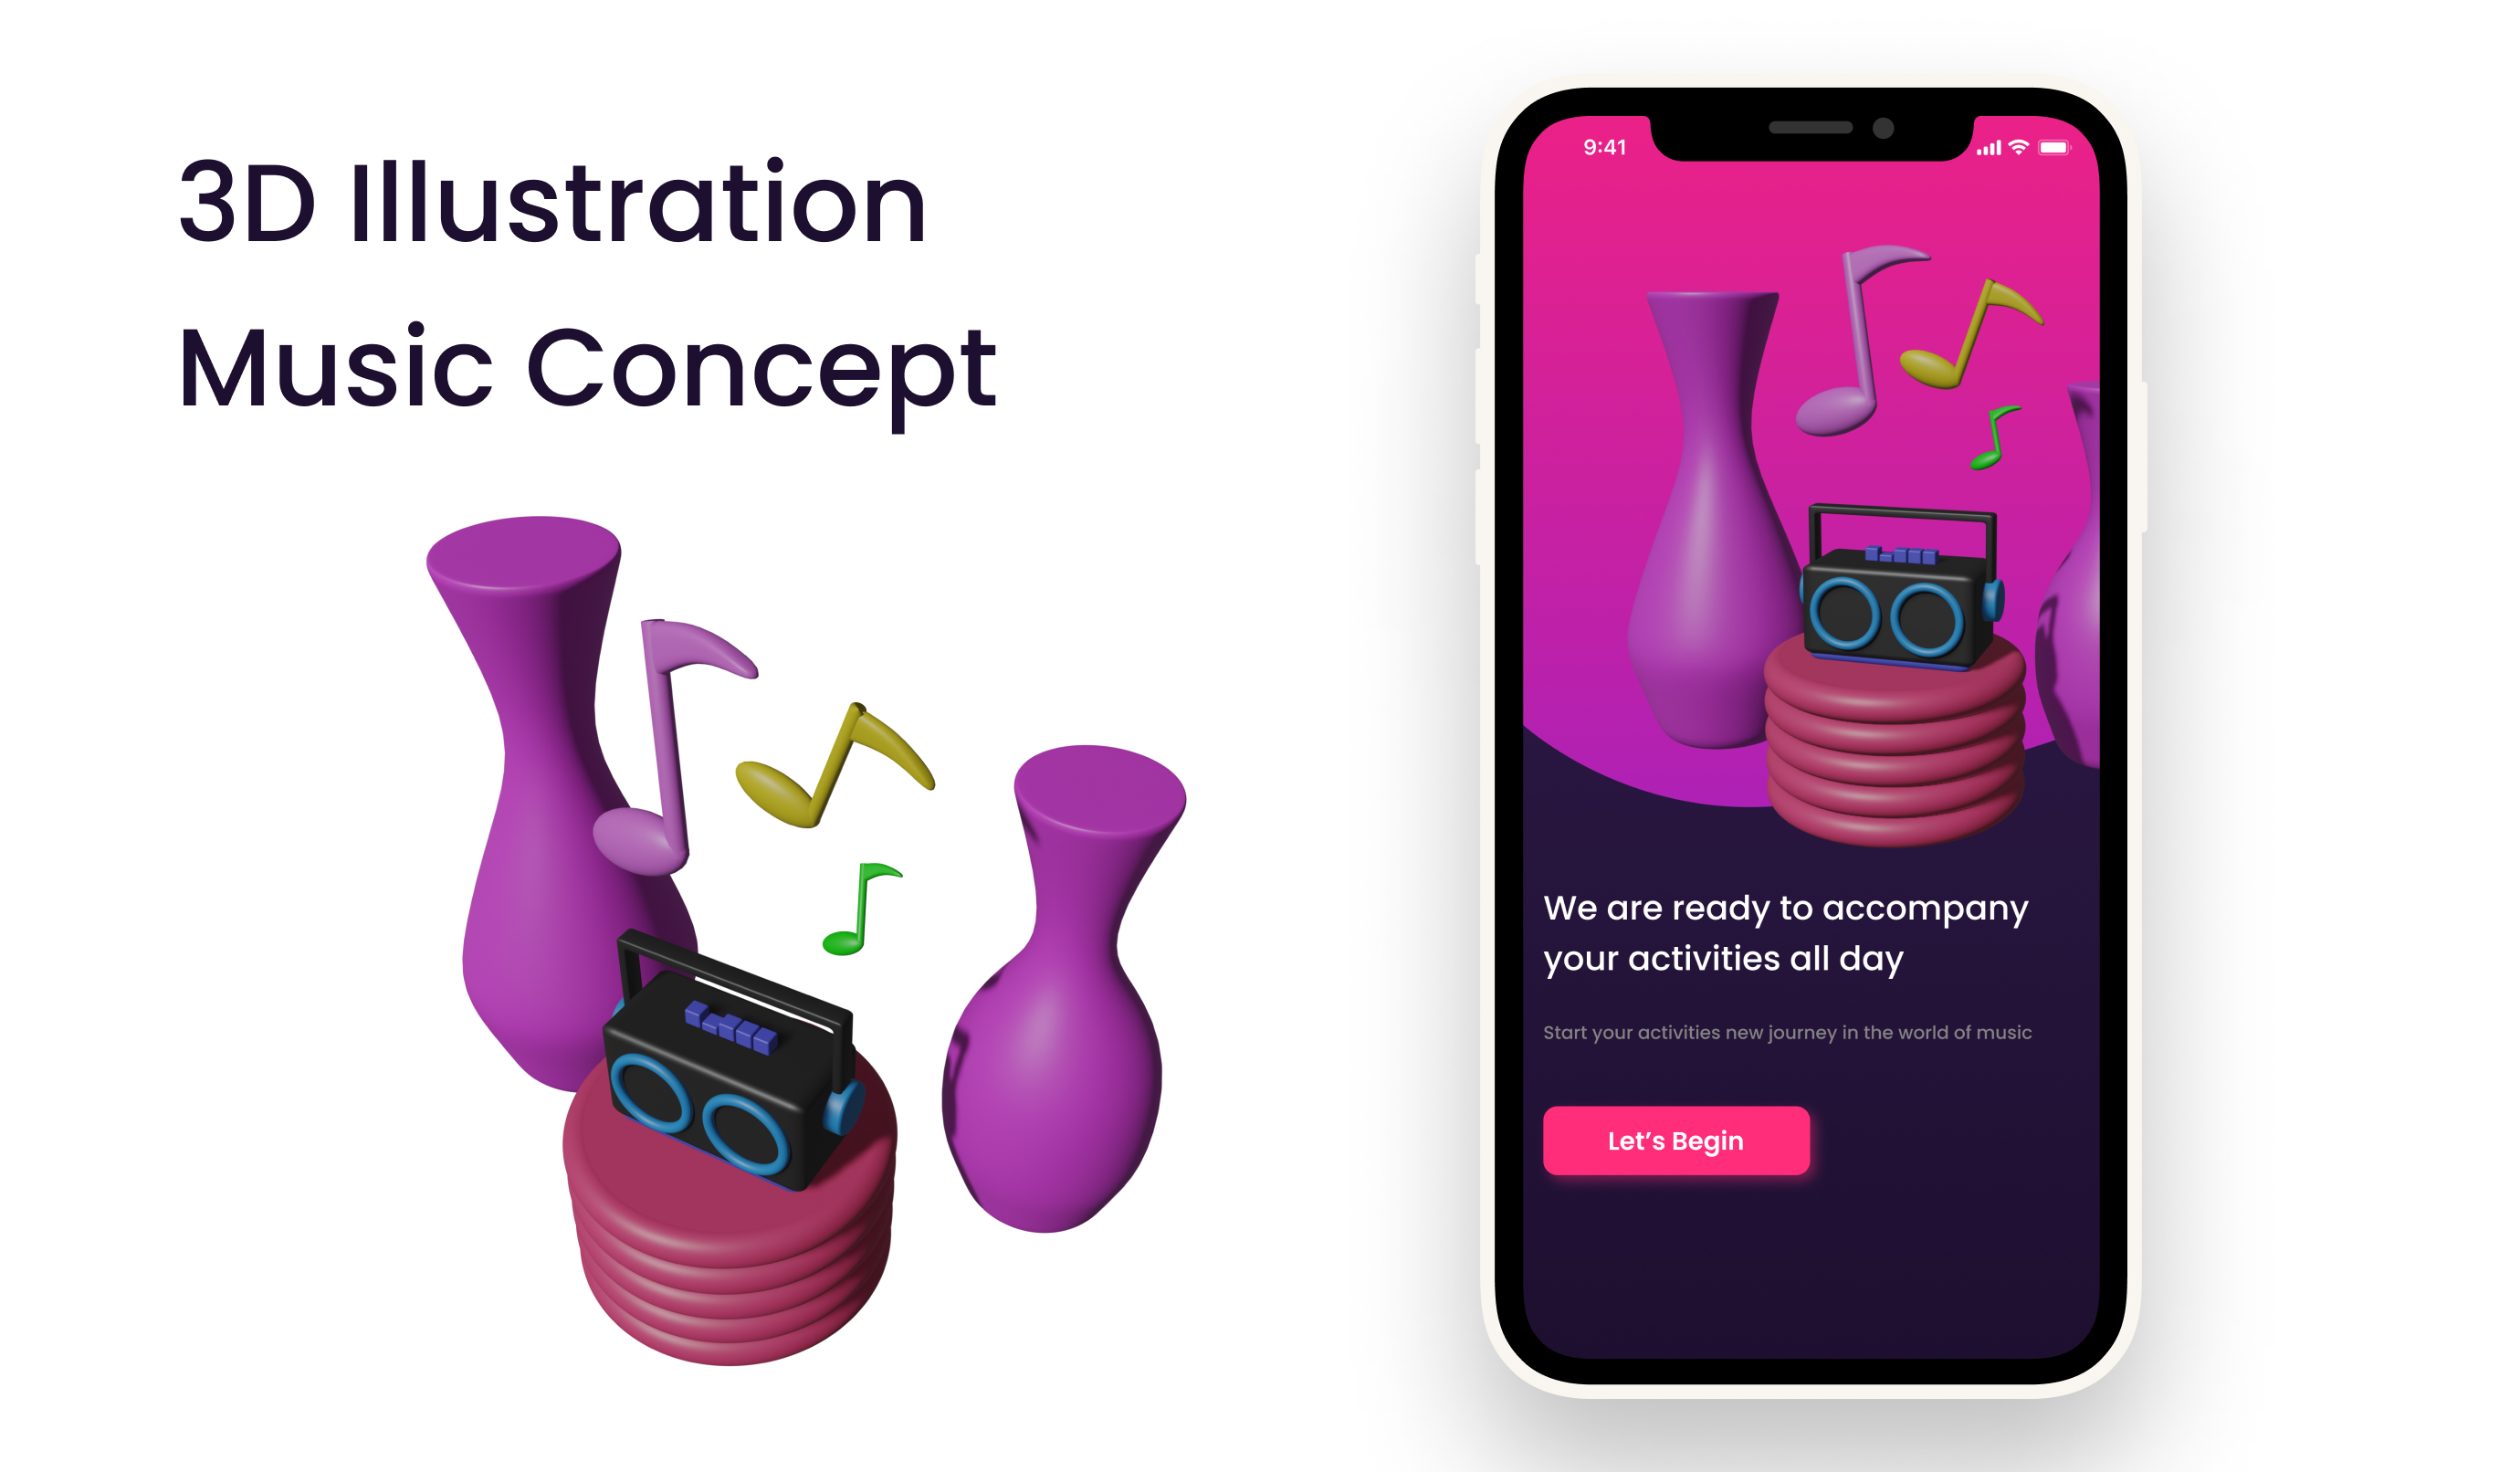 3D Illustration
Music Concept
9:41
We are ready to accompany
your activities all day
Start your activities new journey in the world of music
Let’s Begin